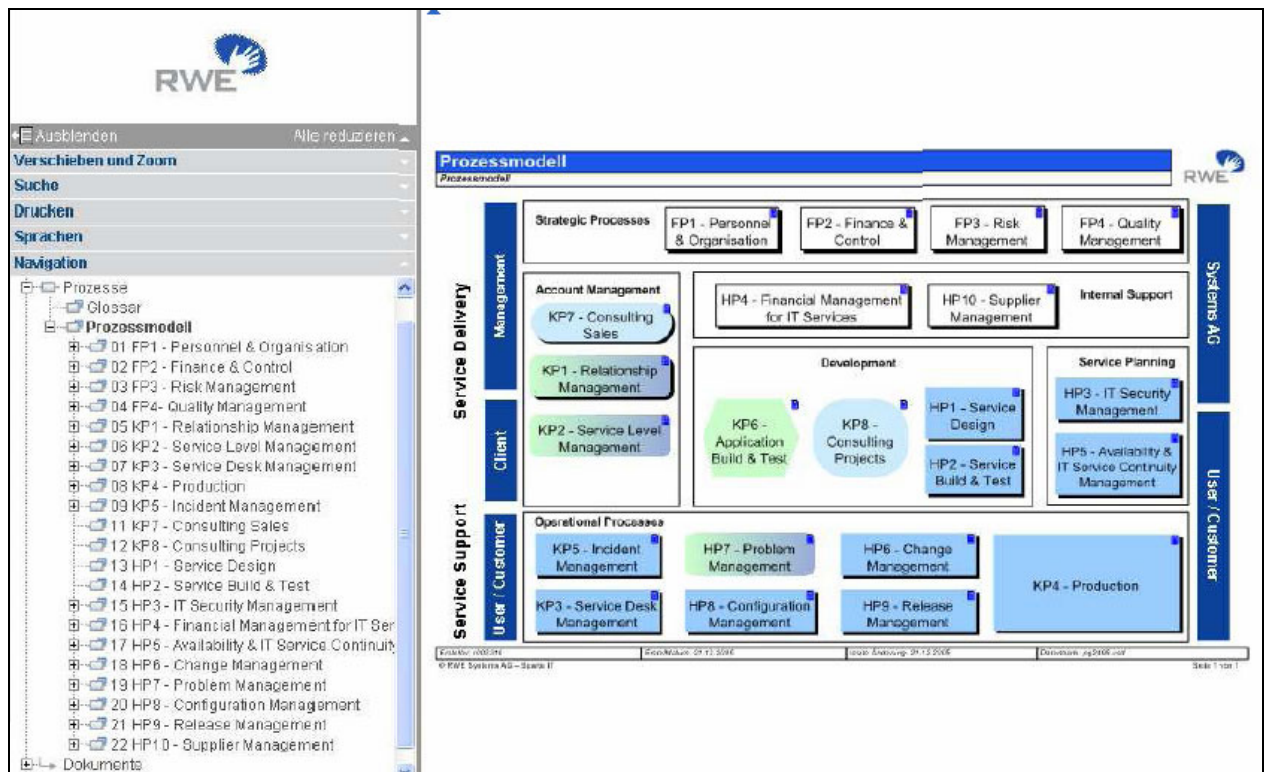 RWE
Ausblenden Alle reduzieren
Verschieben und Zoom
Suche
Drucken
Sprachen
Navigation
Prozesse
Glossar
Prozessmodell
01 FP1 - Personnel & Organisation
02 FP2 - Finance & Control
03 FP3 - Risk Management
04 FP4- Quality Management
05 KP1 - Relationship Management
06 KP2 - Service Level Management
07 KP3 - Service Desk Management
08 KP4 - Production
09 KP5 - Incident Management
11 KP7 - Consulting Sales
12 KP8 - Consulting Projects
13 HP1 - Service Design
14 HP2 - Service Build & Test
15 HP3 - IT Security Management
16 HP4 - Financial Management for IT Ser
17 HP5 - Availability & IT Service Continuity
18 HP6 - Change Management
19 HP7 - Problem Management
20 HP8 - Configuration Management
21 HP9 - Release Management
22 HP10 - Supplier Management
Dokumente
Prozessmodell
Prozessmodell
RWE
Service Delivery
Service Support
Management
Client
User / Customer
Strategic Processes
FP1 - Personnel
& Organisation
FP2 - Finance &
Control
FP3 - Risk
Management
FP4 - Quality
Management
Account Management
KP7 - Consulting
Sales
KP1 - Relationship
Management
KP2 - Service Level
Management
HP4 - Financial Management
for IT Services
HP10 - Supplier
Management
Internal Support
Development
KP6 -
Application
Build & Test
KP8 -
Consulting
Projects
HP1 - Service
Design
HP2 - Service
Build & Test
Service Planning
HP3 - IT Security
Management
HP5 - Availability &
IT Service Continuity
Management
Operational Processes
KP5 - Incident
Management
HP7 - Problem
Management
HP6 - Change
Management
KP4 - Production
KP3 - Service Desk
Management
HP8 - Configuration
Management
HP9 - Release
Management
Systems AG
User / Customer
© RWE Systems AG – Sparte IT
Seite 1 von 1